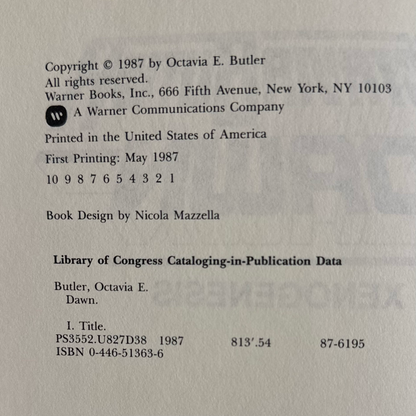 Copyright © 1987 by Octavia E. Butler
All rights reserved.
Warner Books, Inc., 666 Fifth Avenue, New York, NY 10103
W A Warner Communications Company
Printed in the United States of America
First Printing: May 1987
10 9 8 7 6 5 4 3 2 1
Book Design by Nicola Mazzella
Library of Congress Cataloging-in-Publication Data
Butler, Octavia E.
Dawn.
I. Title.
PS3552.U827D38 1987 813'.54 87-6195
ISBN 0-446-51363-6
XENOGENESIS